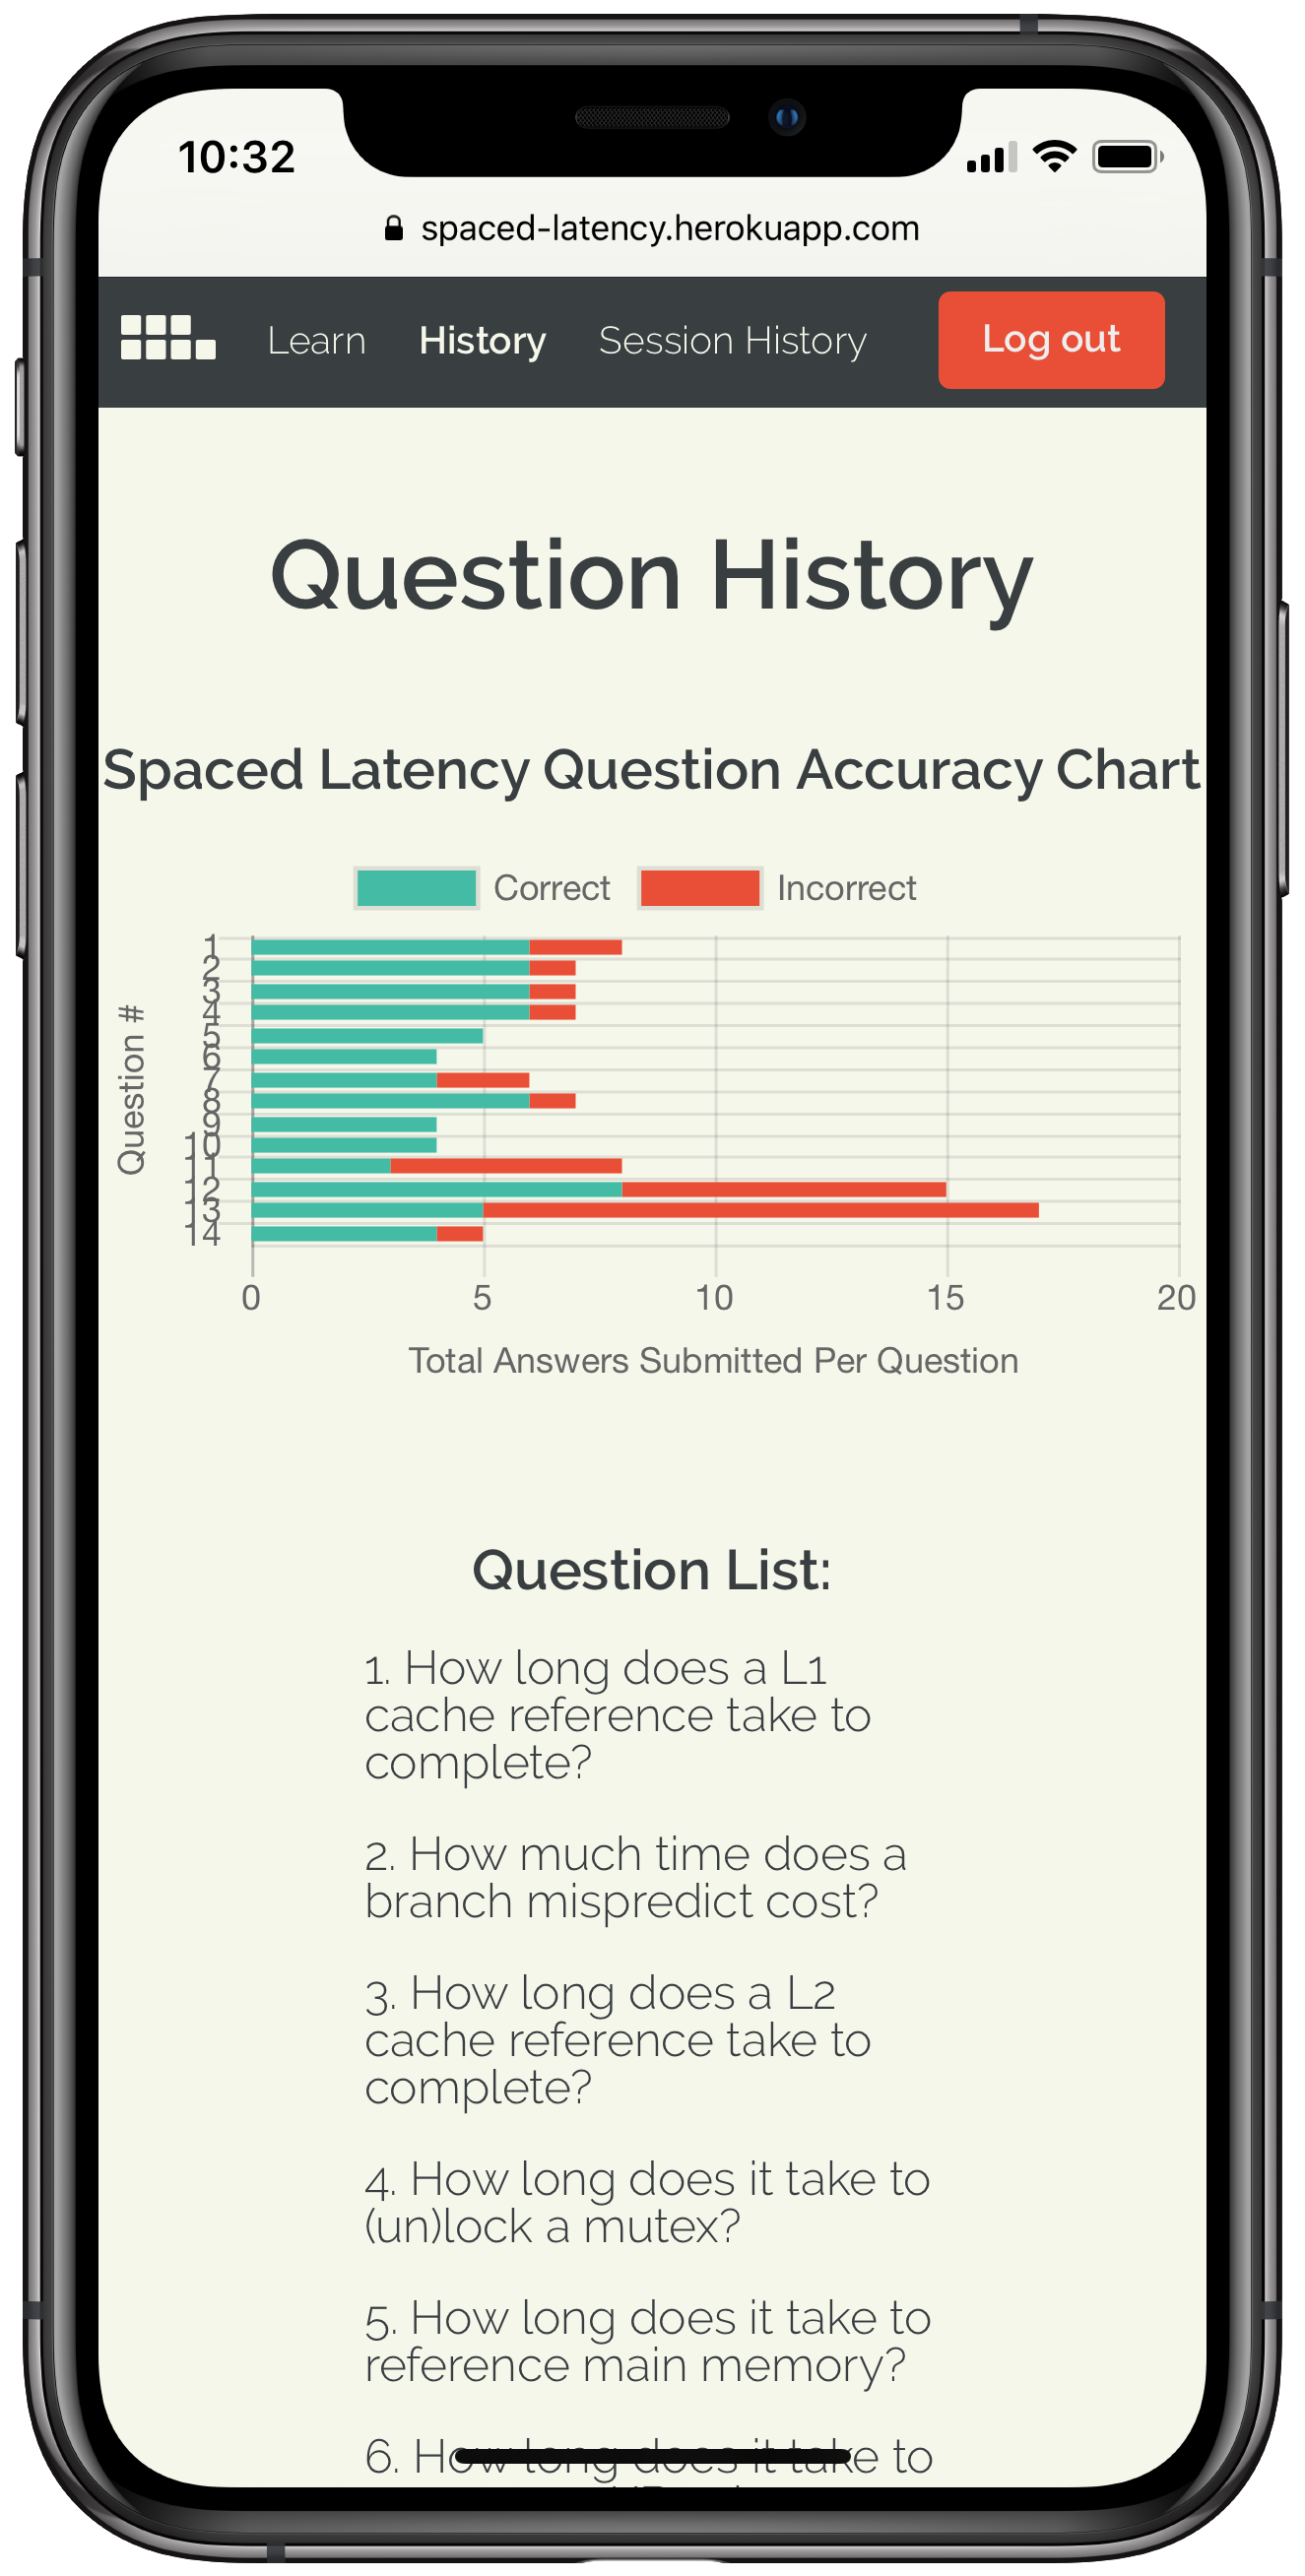 10:32
spaced-latency.herokuapp.com
Learn History Session History Log out
Question History
Spaced Latency Question Accuracy Chart
Correct Incorrect
Question #
1
2
3
4
5
6
7
8
9
10
11
12
13
14
0 5 10 15 20
Total Answers Submitted Per Question
Question List:
1. How long does a L1
cache reference take to
complete?
2. How much time does a
branch mispredict cost?
3. How long does a L2
cache reference take to
complete?
4. How long does it take to
(un)lock a mutex?
5. How long does it take to
reference main memory?
6. How long does it take to